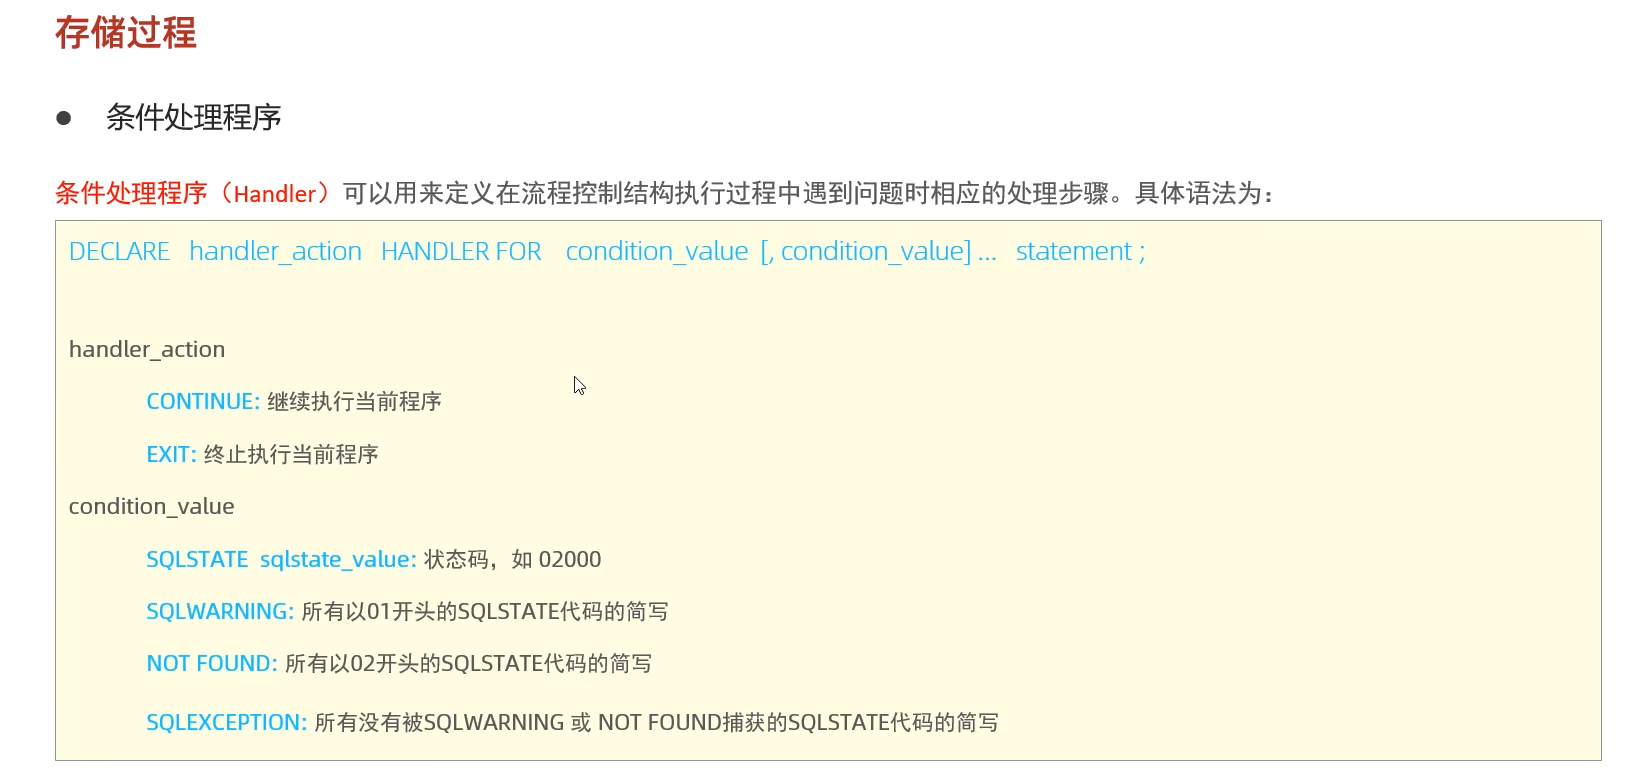 存储过程
● 条件处理程序
条件处理程序（Handler）可以用来定义在流程控制结构执行过程中遇到问题时相应的处理步骤。具体语法为：
DECLARE handler_action HANDLER FOR condition_value [, condition_value] ... statement ;
handler_action
CONTINUE: 继续执行当前程序
EXIT: 终止执行当前程序
condition_value
SQLSTATE sqlstate_value: 状态码，如 02000
SQLWARNING: 所有以01开头的SQLSTATE代码的简写
NOT FOUND: 所有以02开头的SQLSTATE代码的简写
SQLEXCEPTION: 所有没有被SQLWARNING 或 NOT FOUND捕获的SQLSTATE代码的简写